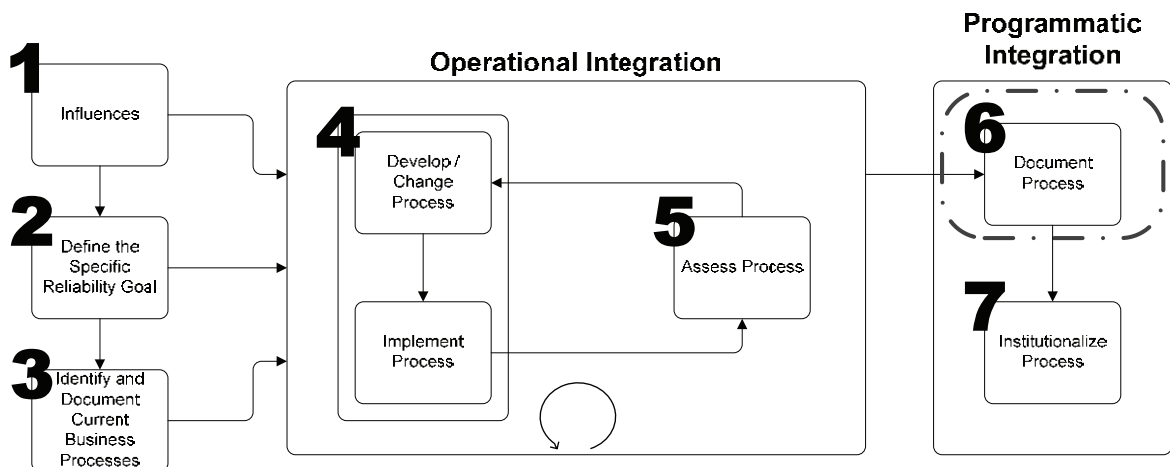 Programmatic
Integration
Operational Integration
1
Influences
2
Define the
Specific
Reliability Goal
3
Identify and
Document
Current
Business
Processes
4
Develop /
Change
Process
Implement
Process
5
Assess Process
6
Document
Process
7
Institutionalize
Process